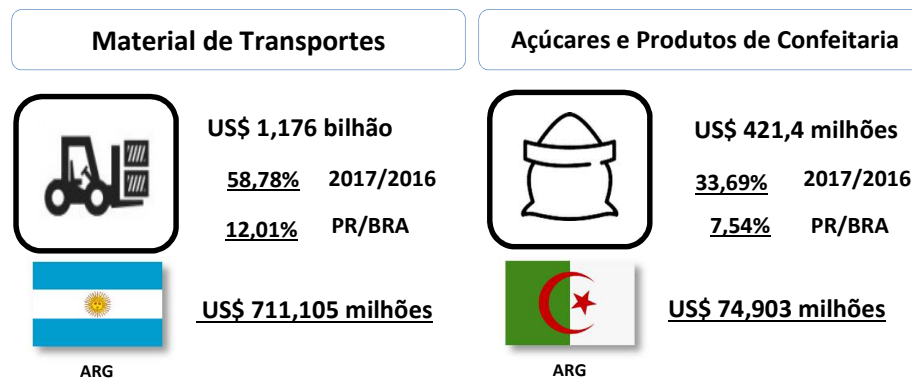 Material de Transportes
US$ 1,176 bilhão
58,78% 2017/2016
12,01% PR/BRA
US$ 711,105 milhões
ARG
Açúcares e Produtos de Confeitaria
US$ 421,4 milhões
33,69% 2017/2016
7,54% PR/BRA
US$ 74,903 milhões
ARG